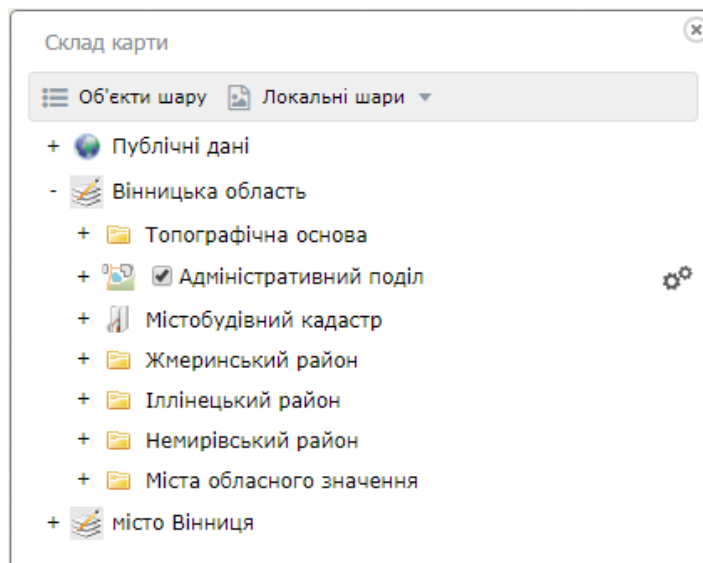 Склад карти
Об'єкти шару Локальні шари
+ Публічні дані
- Вінницька область
+ Топографічна основа
+ Адміністративний поділ
+ Містобудівний кадастр
+ Жмеринський район
+ Іллінецький район
+ Немирівський район
+ Міста обласного значення
+ місто Вінниця